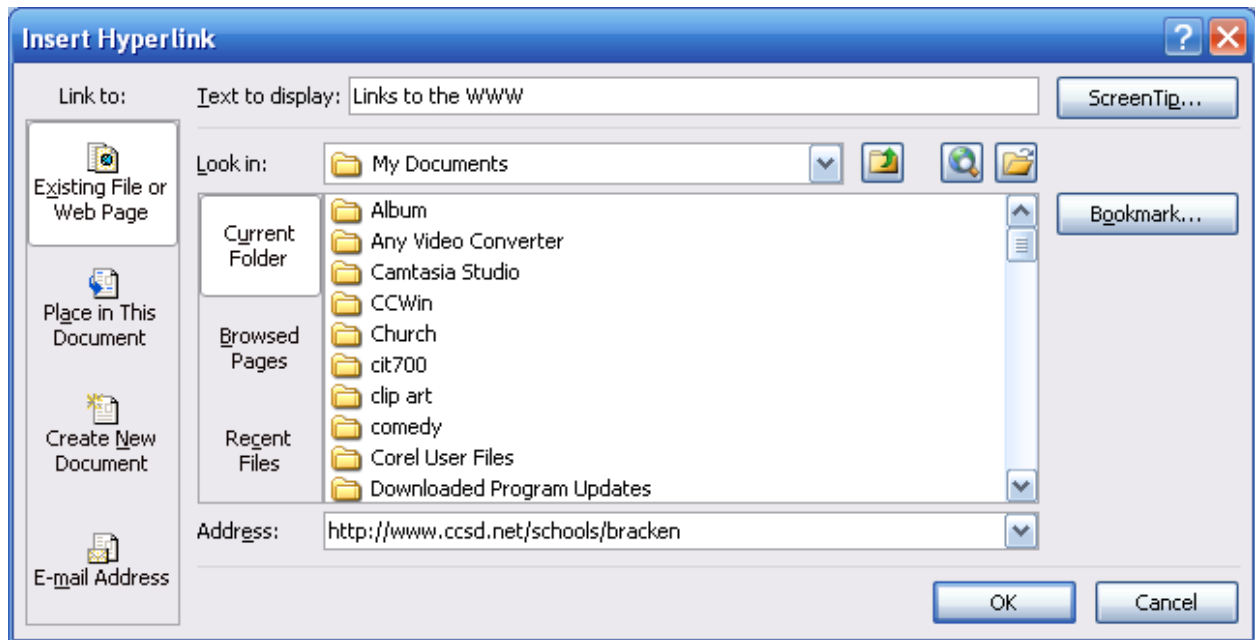 Insert Hyperlink
Link to:
Text to display: Links to the WWW
ScreenTip...
Existing File or
Web Page
Look in: My Documents
Bookmark...
Current
Folder
Album
Any Video Converter
Camtasia Studio
CCWin
Church
cit700
clip art
comedy
Corel User Files
Downloaded Program Updates
Place in This
Document
Browsed
Pages
Create New
Document
Recent
Files
Address: http://www.ccsd.net/schools/bracken
E-mail Address
OK
Cancel